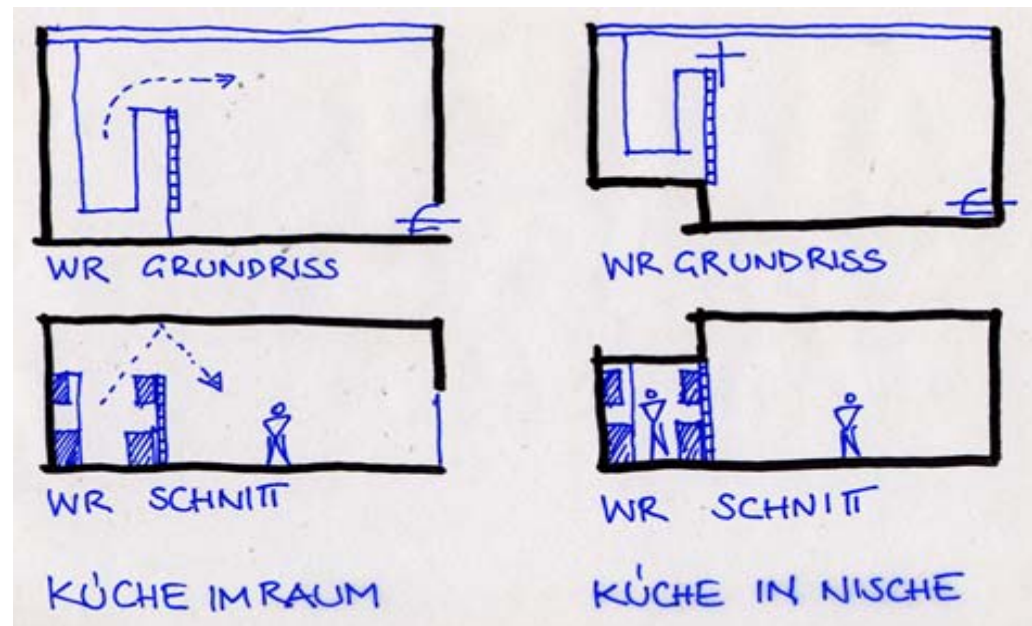 WR GRUNDRISS
WR SCHNITT
KÜCHE IM RAUM
WR GRUNDRISS
WR SCHNITT
KÜCHE IN NISCHE